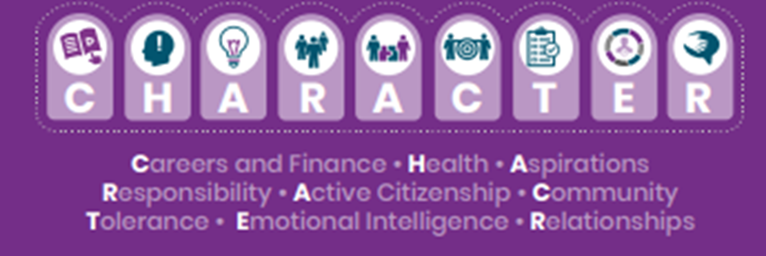 C H A R A C T E R
Careers and Finance • Health • Aspirations
Responsibility • Active Citizenship • Community
Tolerance • Emotional Intelligence • Relationships